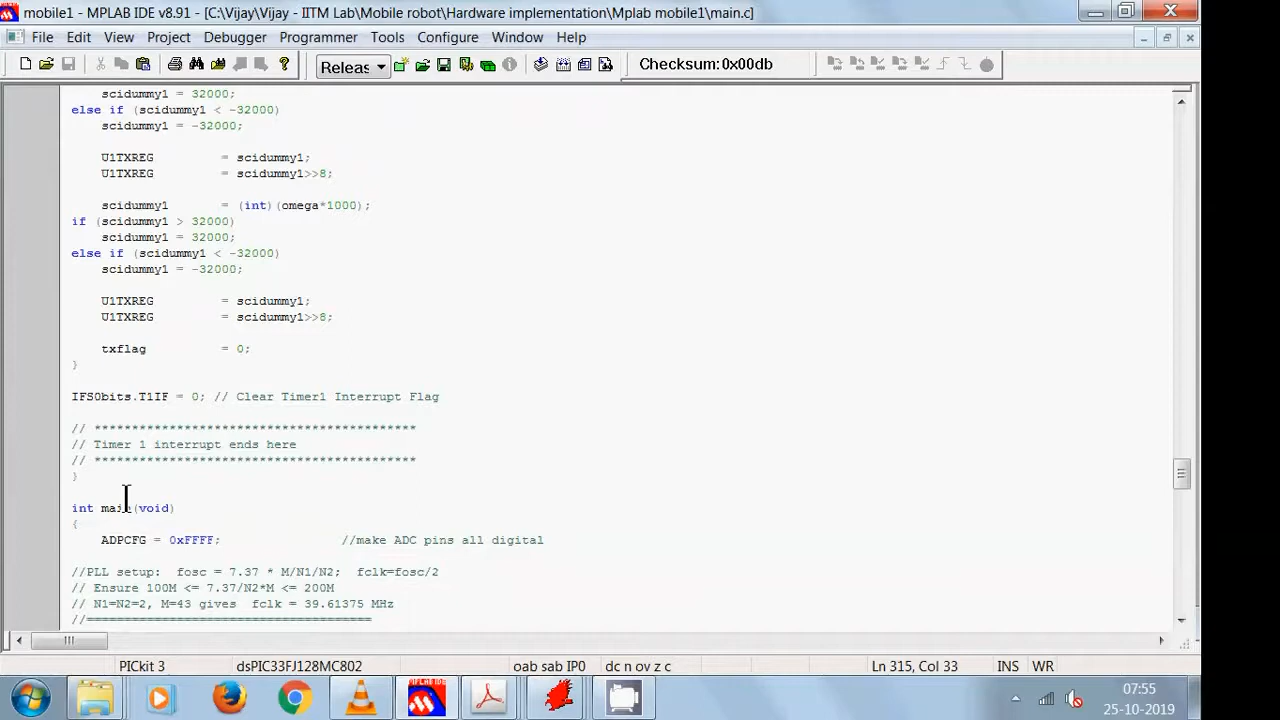 mobile1 - MPLAB IDE v8.91 - [C:\Vijay\Vijay - IITM Lab\Mobile robot\Hardware implementation\Mplab mobile1\main.c]
File Edit View Project Debugger Programmer Tools Configure Window Help
Releas Checksum: 0x00db
scidummy1 = 32000;
else if (scidummy1 < -32000)
scidummy1 = -32000;
U1TXREG = scidummy1;
U1TXREG = scidummy1>>8;
scidummy1 = (int)(omega*1000);
if (scidummy1 > 32000)
scidummy1 = 32000;
else if (scidummy1 < -32000)
scidummy1 = -32000;
U1TXREG = scidummy1;
U1TXREG = scidummy1>>8;
txflag = 0;
}
IFS0bits.T1IF = 0; // Clear Timer1 Interrupt Flag
// *******************************************
// Timer 1 interrupt ends here
// *******************************************
}
int main(void)
{
ADPCFG = 0xFFFF; //make ADC pins all digital
//PLL setup: fosc = 7.37 * M/N1/N2; fclk=fosc/2
// Ensure 100M <= 7.37/N2*M <= 200M
// N1=N2=2, M=43 gives fclk = 39.61375 MHz
//======================================
PICkit 3 dsPIC33FJ128MC802 oab sab IP0 dc n ov z c Ln 315, Col 33 INS WR
07:55
25-10-2019